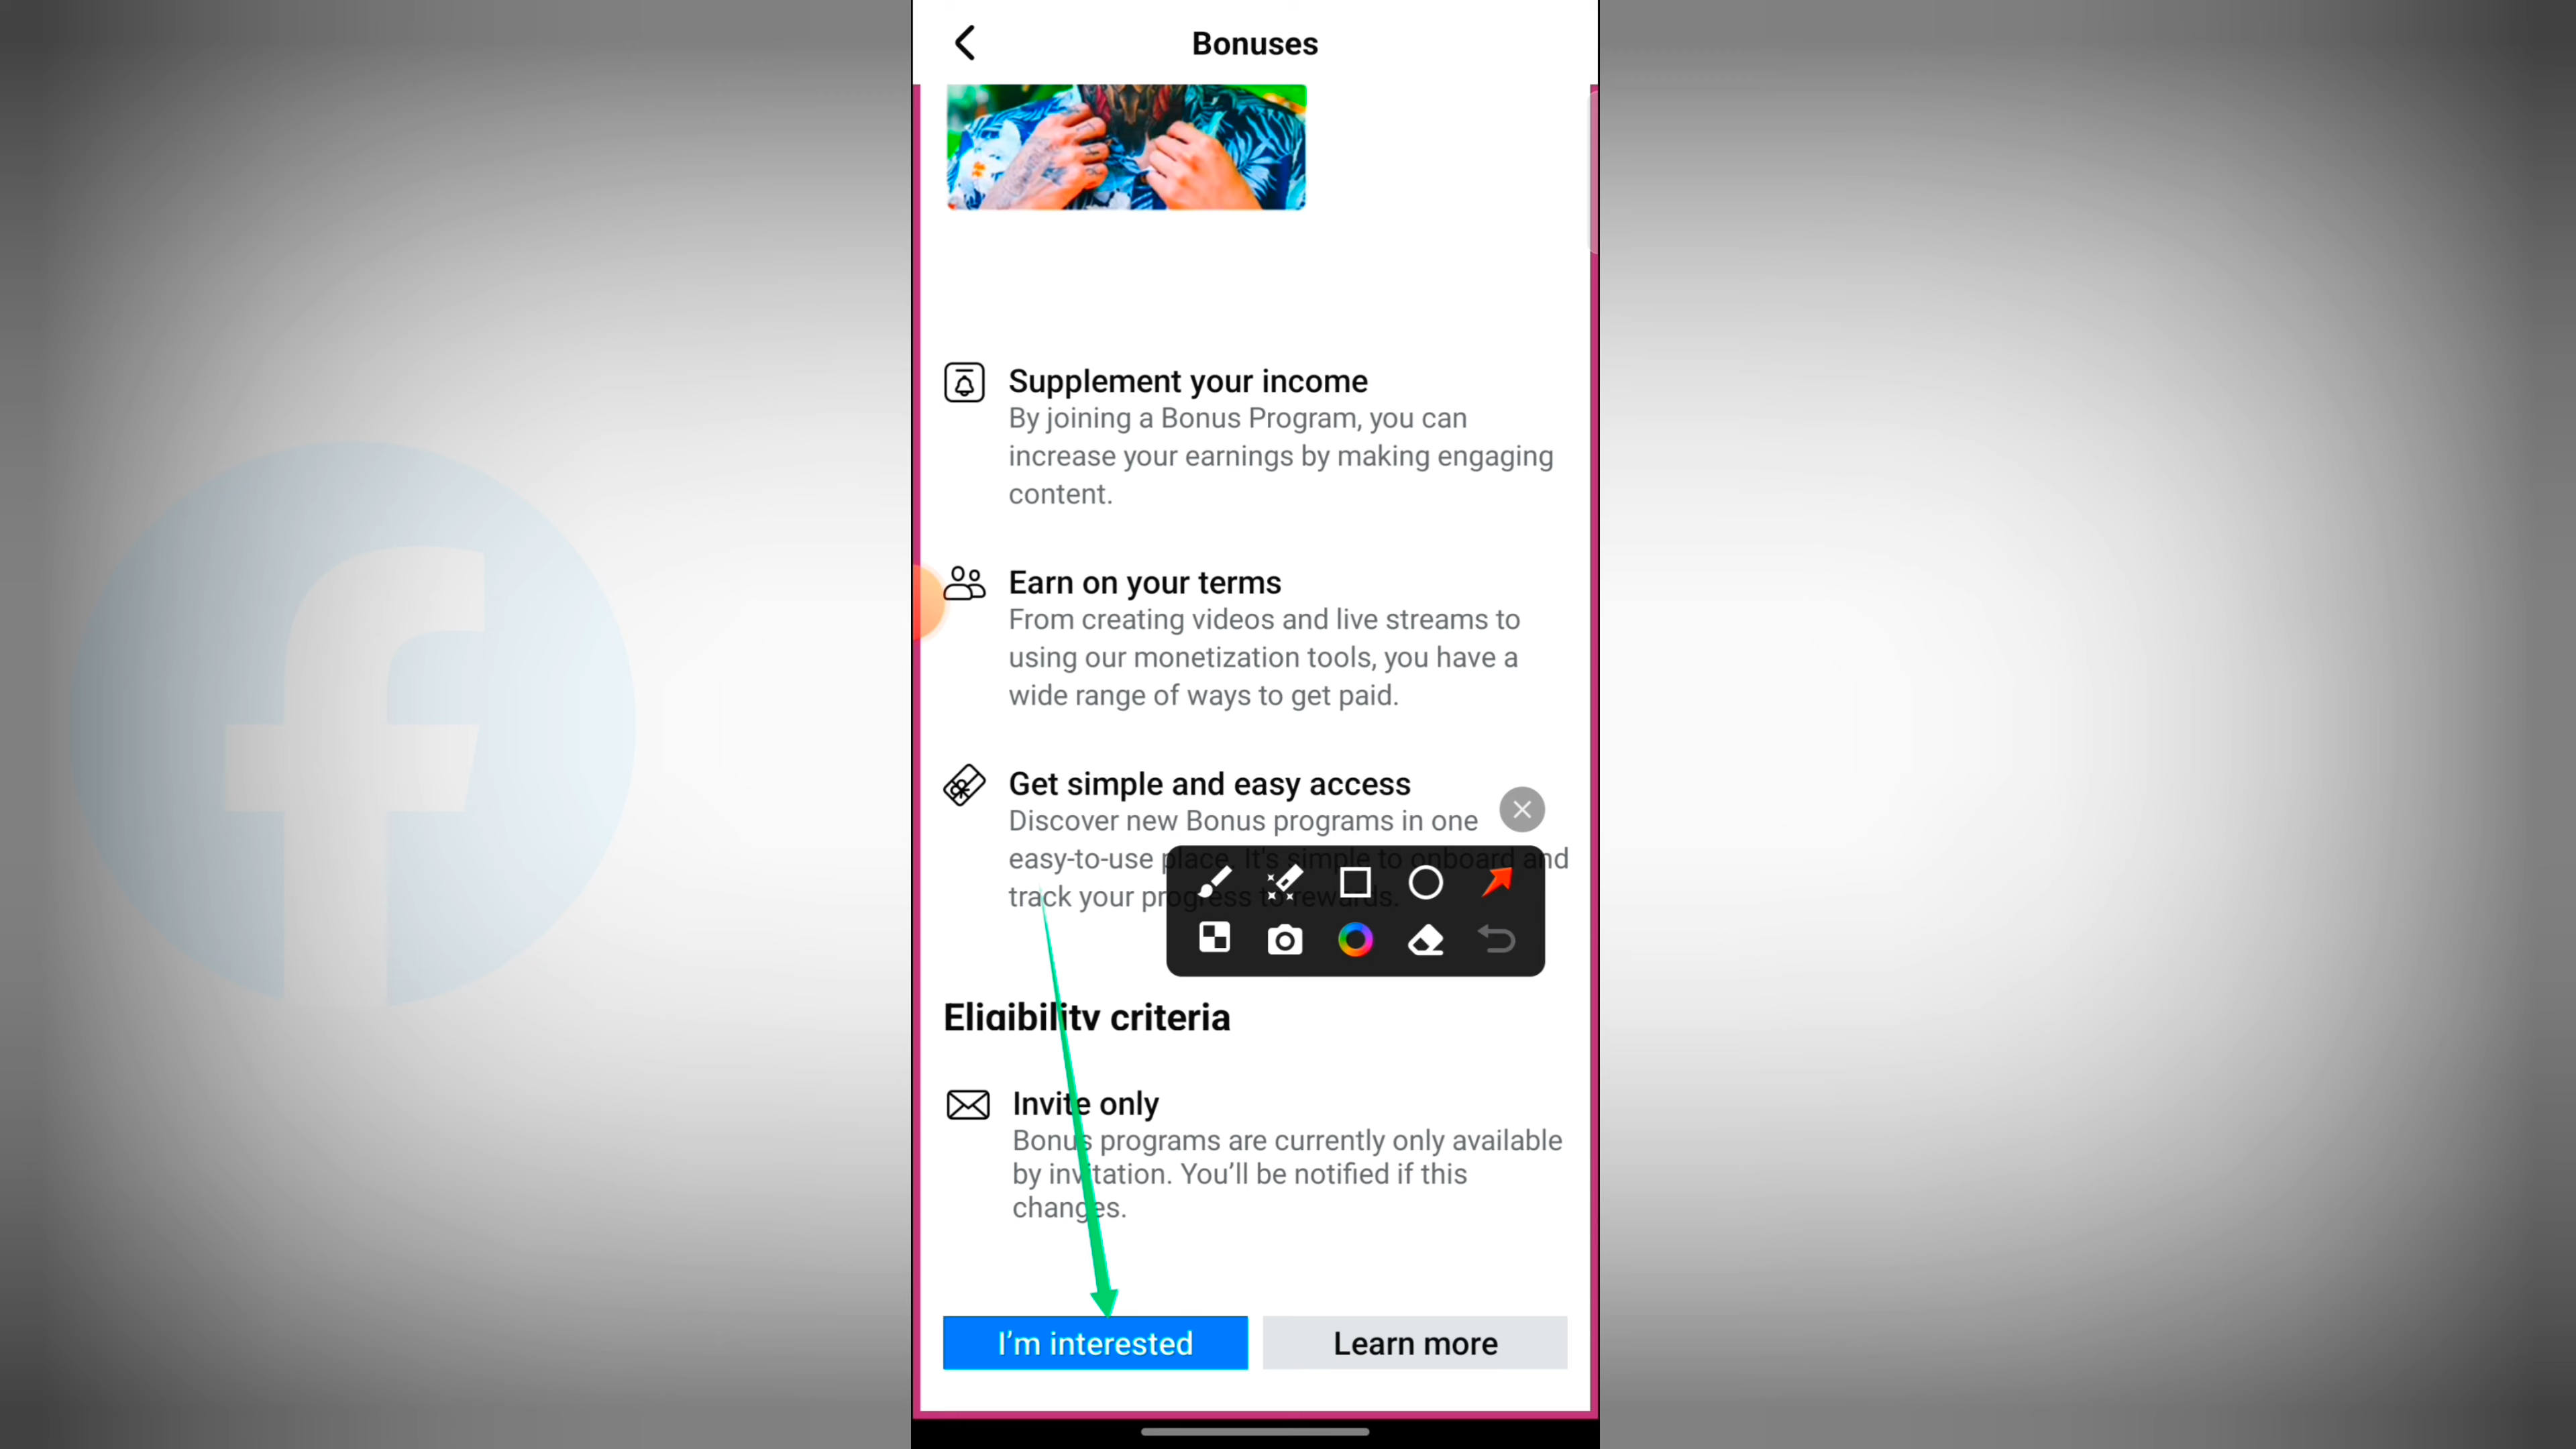 Bonuses
Supplement your income
By joining a Bonus Program, you can
increase your earnings by making engaging
content.
Earn on your terms
From creating videos and live streams to
using our monetization tools, you have a
wide range of ways to get paid.
Get simple and easy access
Discover new Bonus programs in one
easy-to-use place. It's simple to onboard and
track your progress to rewards.
Eligibility criteria
Invite only
Bonus programs are currently only available
by invitation. You’ll be notified if this
changes.
I’m interested
Learn more